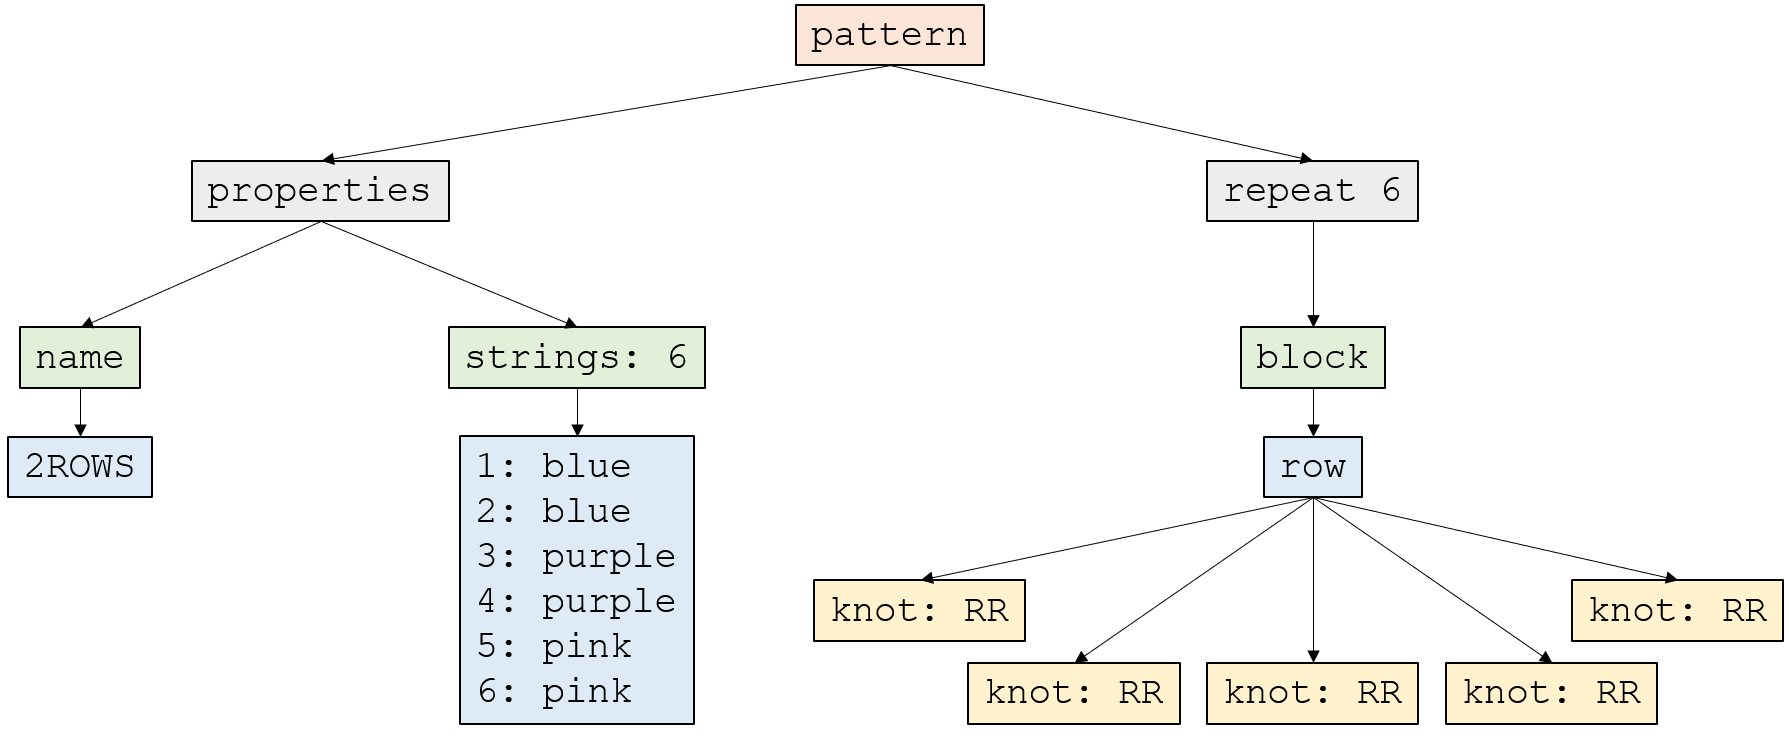 pattern
properties
repeat 6
name
strings: 6
block
2ROWS
1: blue
2: blue
3: purple
4: purple
5: pink
6: pink
row
knot: RR
knot: RR
knot: RR
knot: RR
knot: RR